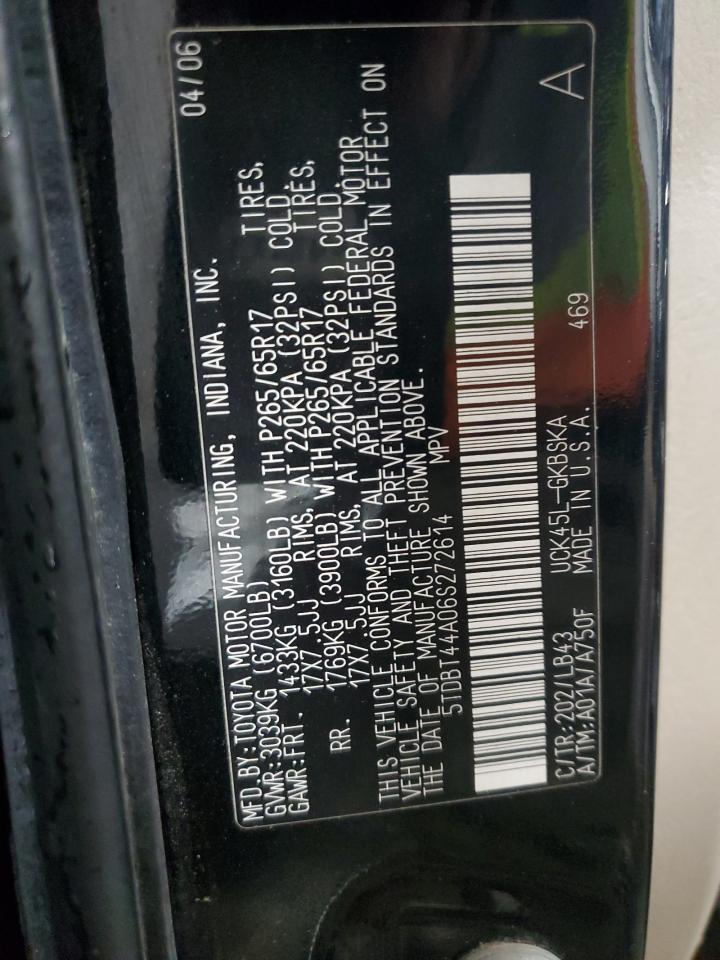 MFD.BY:TOYOTA MOTOR MANUFACTURING, INDIANA, INC. 04/06
GVWR:3039KG (6700LB)
GAWR:FRT. 1433KG (3160LB) WITH P265/65R17 TIRES,
17X7.5JJ RIMS, AT 220KPA (32PSI) COLD.
RR. 1769KG (3900LB) WITH P265/65R17 TIRES,
17X7.5JJ RIMS, AT 220KPA (32PSI) COLD.
THIS VEHICLE CONFORMS TO ALL APPLICABLE FEDERAL MOTOR
VEHICLE SAFETY AND THEFT PREVENTION STANDARDS IN EFFECT ON
THE DATE OF MANUFACTURE SHOWN ABOVE.
5TDBT44A06S272614 MPV
C/TR:202/LB43 UCK45L-GKBSKA 469 A
A/TM:A01A/A750F MADE IN U.S.A.